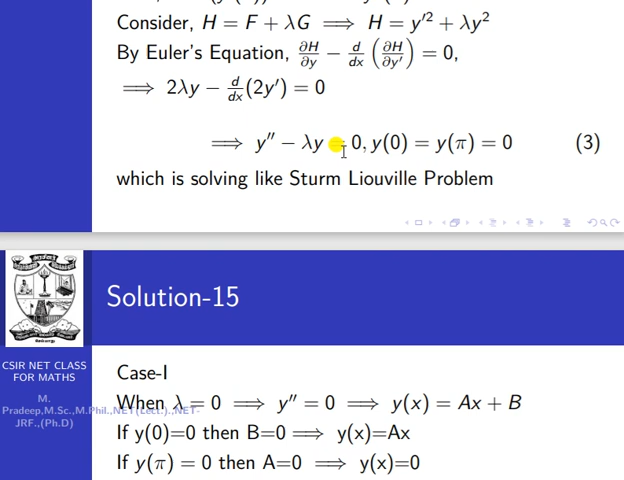 Consider, H = F + λG ⟹ H = y′² + λy²
By Euler's Equation, ∂H/∂y − d/dx (∂H/∂y′) = 0,
⟹ 2λy − d/dx(2y′) = 0
⟹ y″ − λy = 0, y(0) = y(π) = 0 (3)
which is solving like Sturm Liouville Problem
Solution-15
CSIR NET CLASS
FOR MATHS
M.
Pradeep,M.Sc.,M.Phil.,NET(Lect.).,NET-
JRF.,(Ph.D)
Case-I
When λ = 0 ⟹ y″ = 0 ⟹ y(x) = Ax + B
If y(0)=0 then B=0 ⟹ y(x)=Ax
If y(π) = 0 then A=0 ⟹ y(x)=0